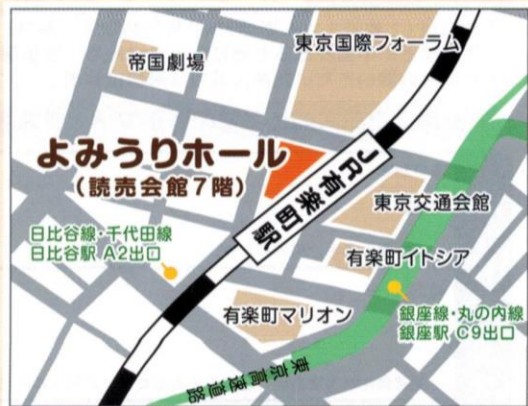 東京国際フォーラム
帝国劇場
よみうりホール
(読売会館7階)
JR有楽町駅
東京交通会館
日比谷線・千代田線
日比谷駅 A2出口
有楽町イトシア
有楽町マリオン
銀座線・丸の内線
銀座駅 C9出口
東京高速道路